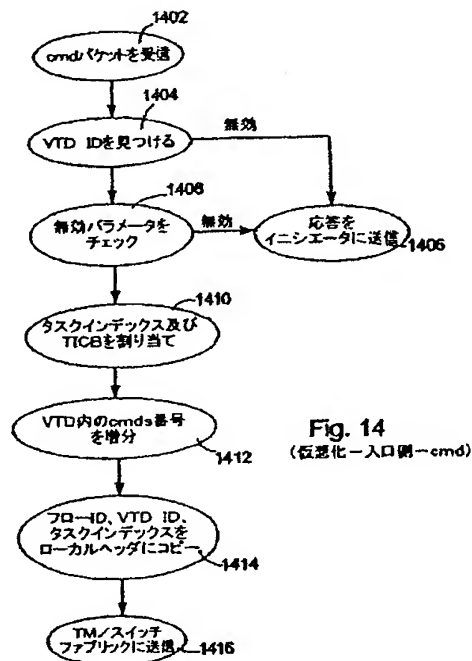 1402
cmdパケットを受信
1404
VTD IDを見つける
無効
1408
無効パラメータを
チェック
無効
応答を
イニシエータに送信
1406
1410
タスクインデックス及び
TICBを割り当て
VTD内のcmds番号
を増分
1412
Fig. 14
(仮想化ー入口側ーcmd)
フローID、VTD ID、
タスクインデックスを
ローカルヘッダにコピー
1414
TM/スイッチ
ファブリックに送信
1416